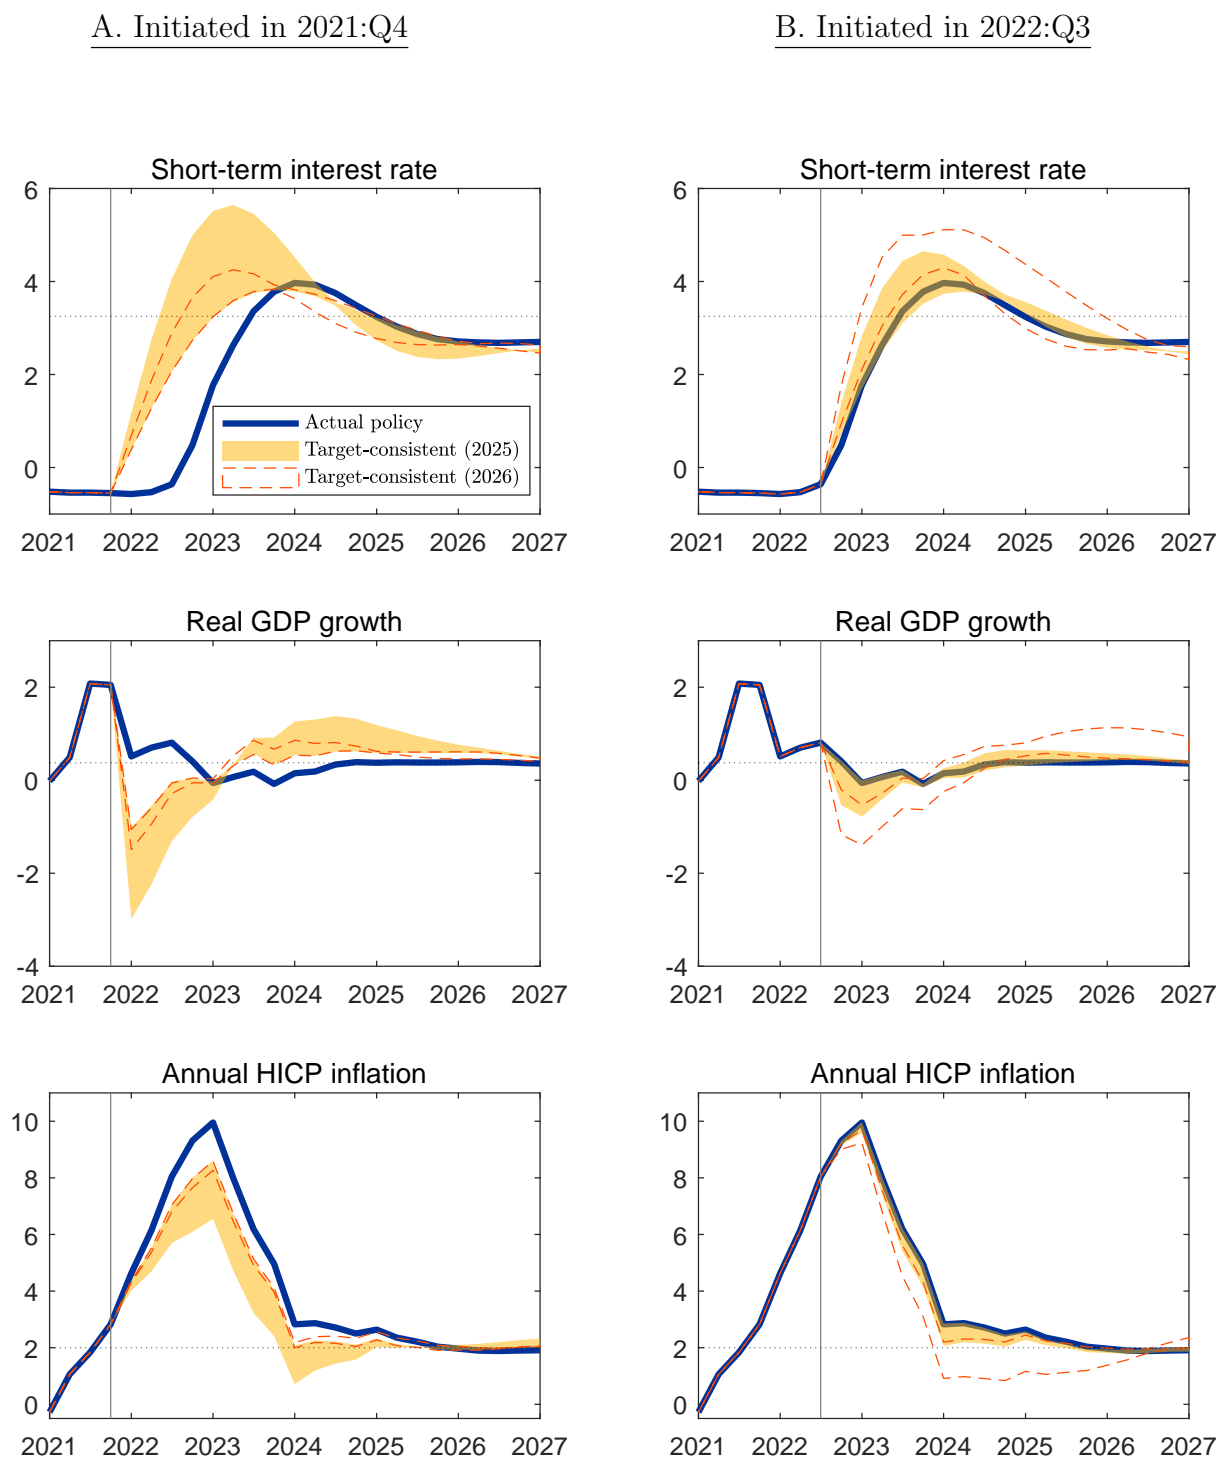 A. Initiated in 2021:Q4
B. Initiated in 2022:Q3
Short-term interest rate
6
4
2
0
2021 2022 2023 2024 2025 2026 2027
Actual policy
Target-consistent (2025)
Target-consistent (2026)
Short-term interest rate
6
4
2
0
2021 2022 2023 2024 2025 2026 2027
Real GDP growth
2
0
-2
-4
2021 2022 2023 2024 2025 2026 2027
Real GDP growth
2
0
-2
-4
2021 2022 2023 2024 2025 2026 2027
Annual HICP inflation
10
8
6
4
2
0
2021 2022 2023 2024 2025 2026 2027
Annual HICP inflation
10
8
6
4
2
0
2021 2022 2023 2024 2025 2026 2027